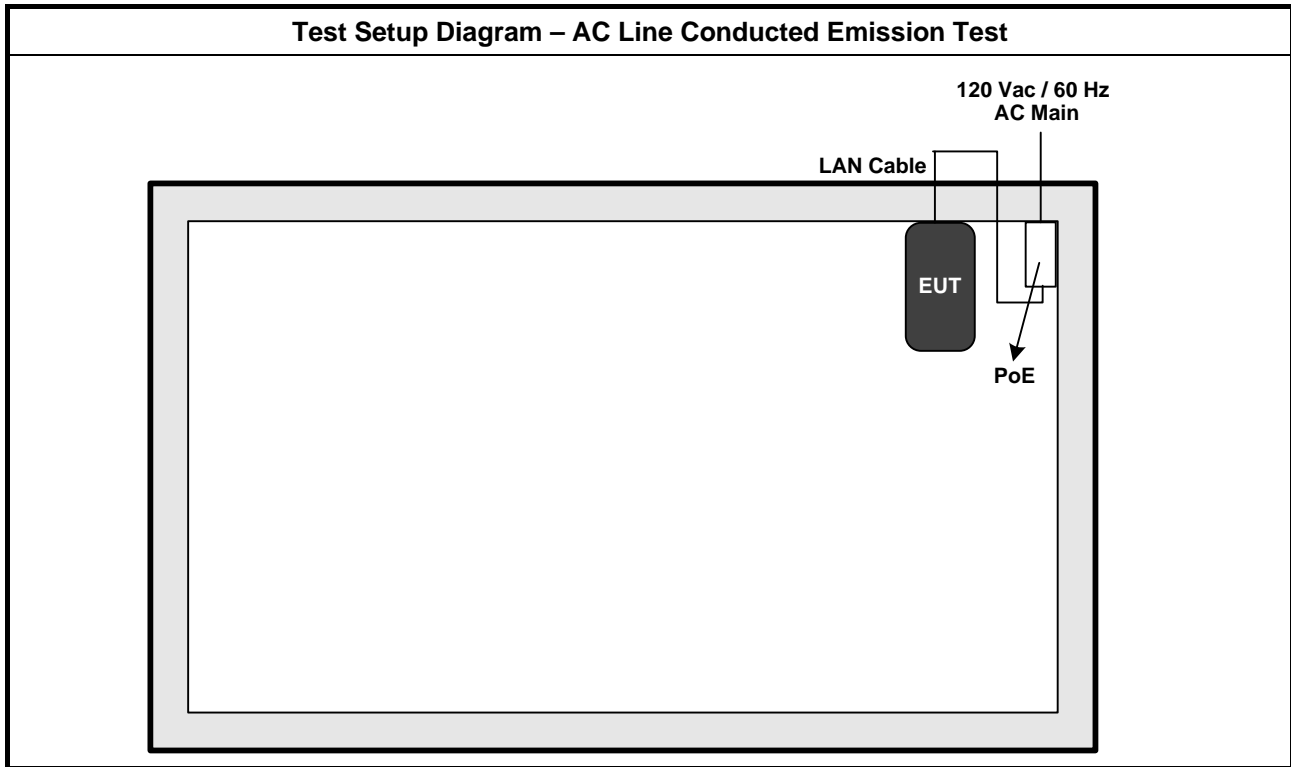 Test Setup Diagram – AC Line Conducted Emission Test
120 Vac / 60 Hz
AC Main
LAN Cable
EUT
PoE